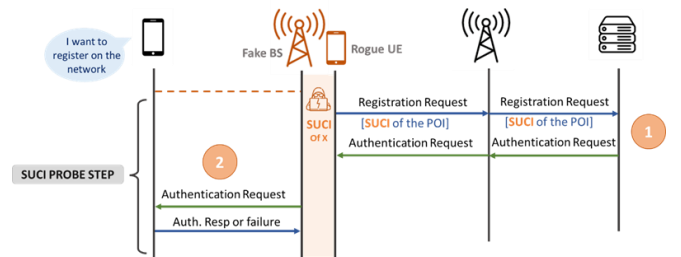 I want to
register on the
network
Fake BS
Rogue UE
SUCI
Of X
Registration Request
[SUCI of the POI]
Authentication Request
Registration Request
[SUCI of the POI]
Authentication Request
1
2
SUCI PROBE STEP
Authentication Request
Auth. Resp or failure